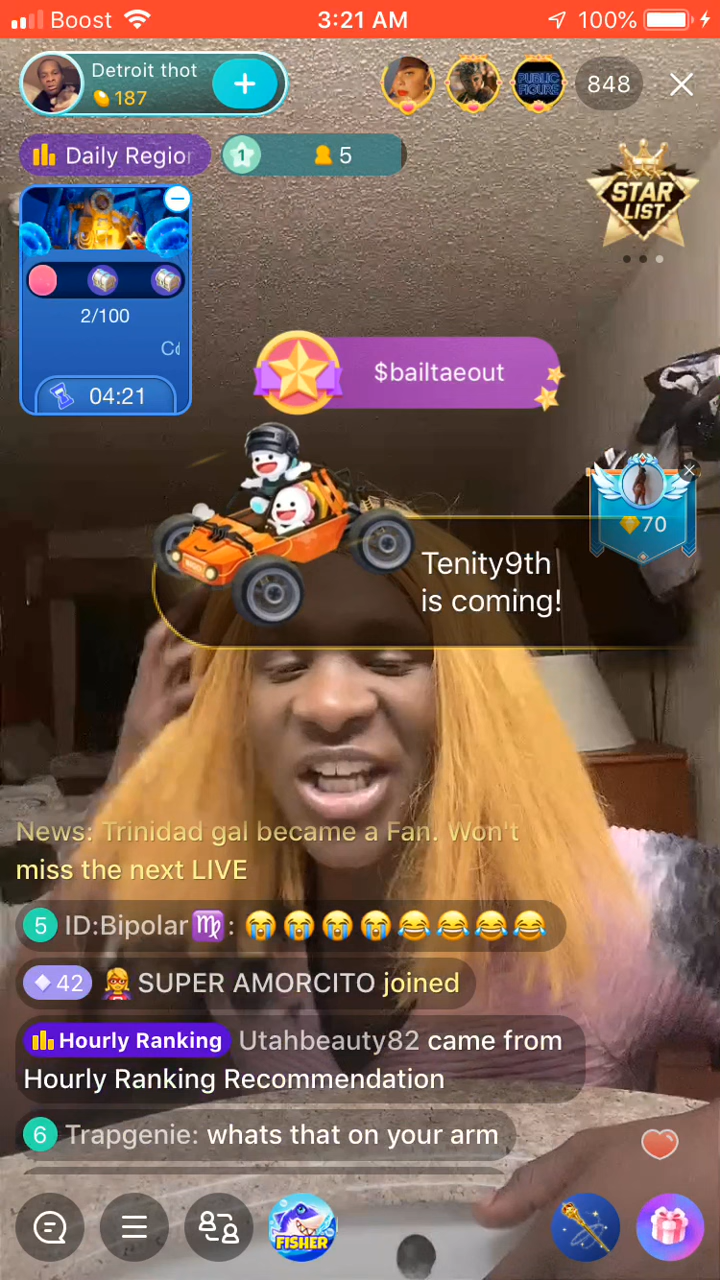 Boost 3:21 AM 100%
Detroit thot
187
848
PUBLIC
FIGURE
Daily Regio
1 5
STAR
LIST
2/100
04:21
$bailtaeout
70
Tenity9th
is coming!
News: Trinidad gal became a Fan. Won't
miss the next LIVE
5 ID:Bipolar♍: 😭😭😭😭😂😂😂😂
42 SUPER AMORCITO joined
Hourly Ranking Utahbeauty82 came from
Hourly Ranking Recommendation
6 Trapgenie: whats that on your arm
FISHER